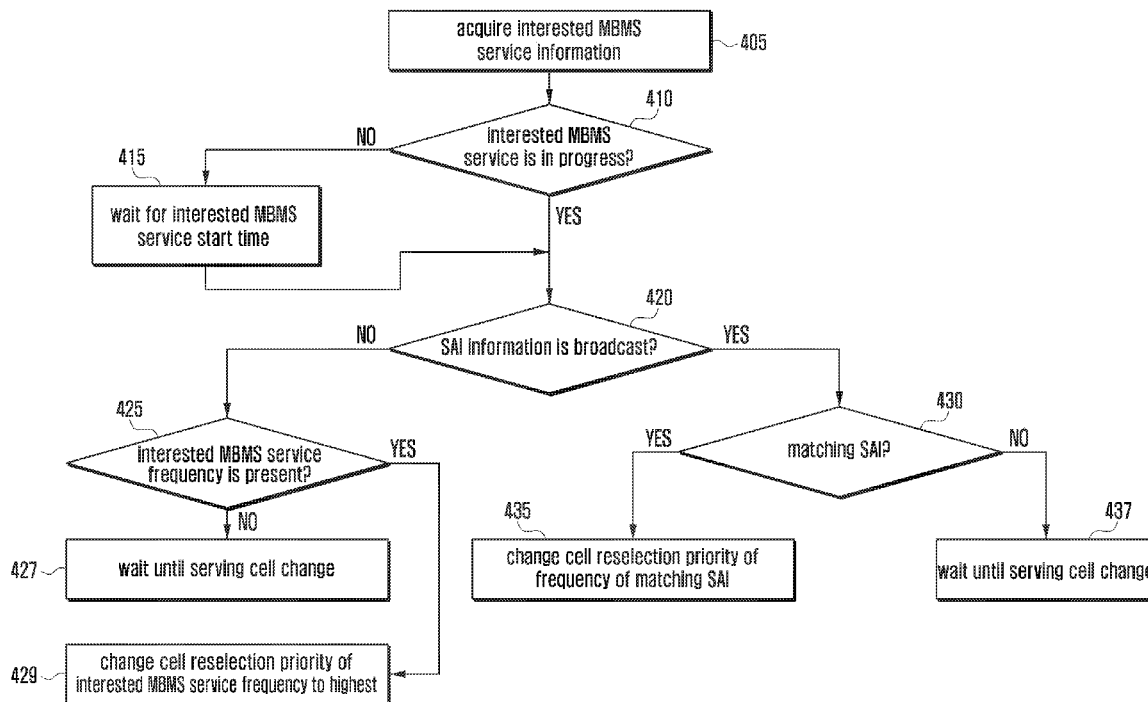 acquire interested MBMS
service information
405
410
NO
interested MBMS
service is in progress?
415
YES
wait for interested MBMS
service start time
420
NO
SAI information is broadcast?
YES
425
interested MBMS service
frequency is present?
YES
NO
430
YES
matching SAI?
NO
427
wait until serving cell change
435
change cell reselection priority of
frequency of matching SAI
437
wait until serving cell change
429
change cell reselection priority of
interested MBMS service frequency to highest